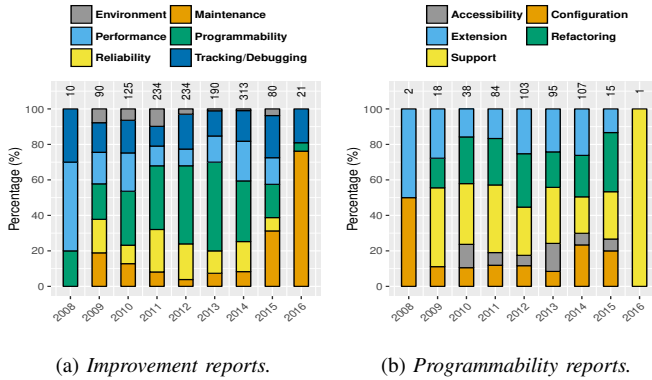 Environment Maintenance
Performance Programmability
Reliability Tracking/Debugging
10 90 125 234 234 190 313 80 21
Percentage (%)
100
80
60
40
20
0
2008 2009 2010 2011 2012 2013 2014 2015 2016
(a) Improvement reports.
Accessibility Configuration
Extension Refactoring
Support
2 18 38 84 103 95 107 15 1
Percentage (%)
100
80
60
40
20
0
2008 2009 2010 2011 2012 2013 2014 2015 2016
(b) Programmability reports.